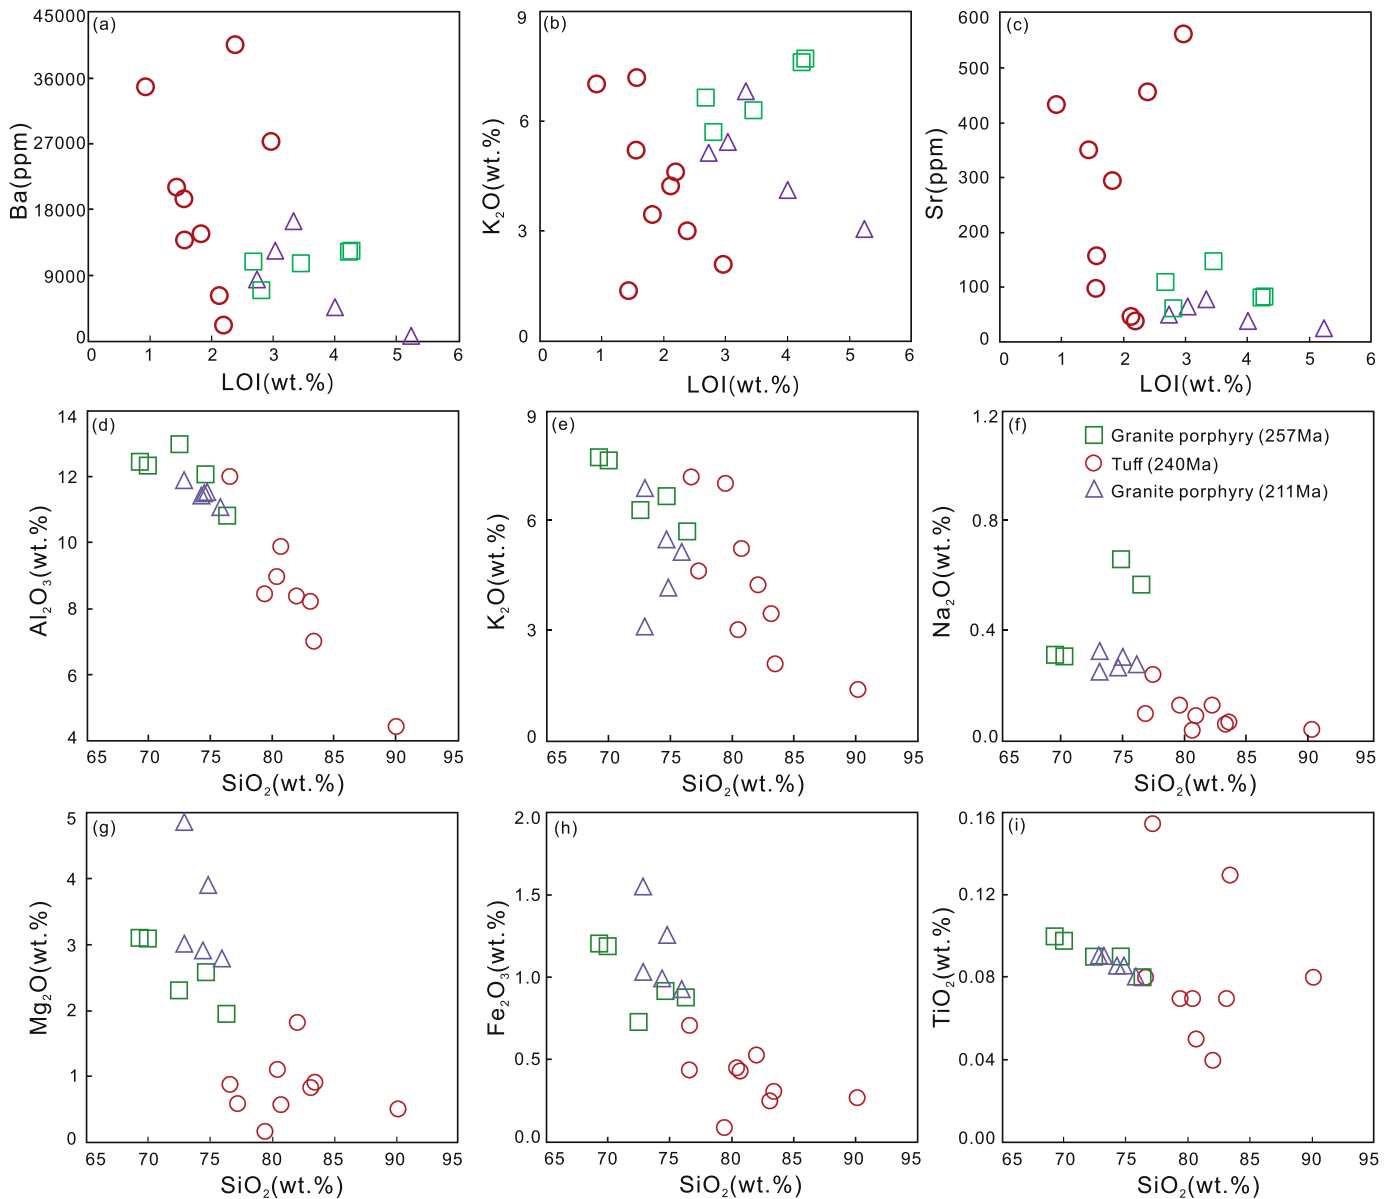 (a)
45000
36000
27000
18000
9000
0
Ba(ppm)
0 1 2 3 4 5 6
LOI(wt.%)
(b)
9
6
3
0
K₂O(wt.%)
0 1 2 3 4 5 6
LOI(wt.%)
(c)
600
500
400
300
200
100
0
Sr(ppm)
0 1 2 3 4 5 6
LOI(wt.%)
(d)
14
12
10
8
6
4
Al₂O₃(wt.%)
65 70 75 80 85 90 95
SiO₂(wt.%)
(e)
9
6
3
0
K₂O(wt.%)
65 70 75 80 85 90 95
SiO₂(wt.%)
(f)
1.2
0.8
0.4
0.0
Na₂O(wt.%)
Granite porphyry (257Ma)
Tuff (240Ma)
Granite porphyry (211Ma)
65 70 75 80 85 90 95
SiO₂(wt.%)
(g)
5
4
3
2
1
0
Mg₂O(wt.%)
65 70 75 80 85 90 95
SiO₂(wt.%)
(h)
2.0
1.5
1.0
0.5
0.0
Fe₂O₃(wt.%)
65 70 75 80 85 90 95
SiO₂(wt.%)
(i)
0.16
0.12
0.08
0.04
0.00
TiO₂(wt.%)
65 70 75 80 85 90 95
SiO₂(wt.%)